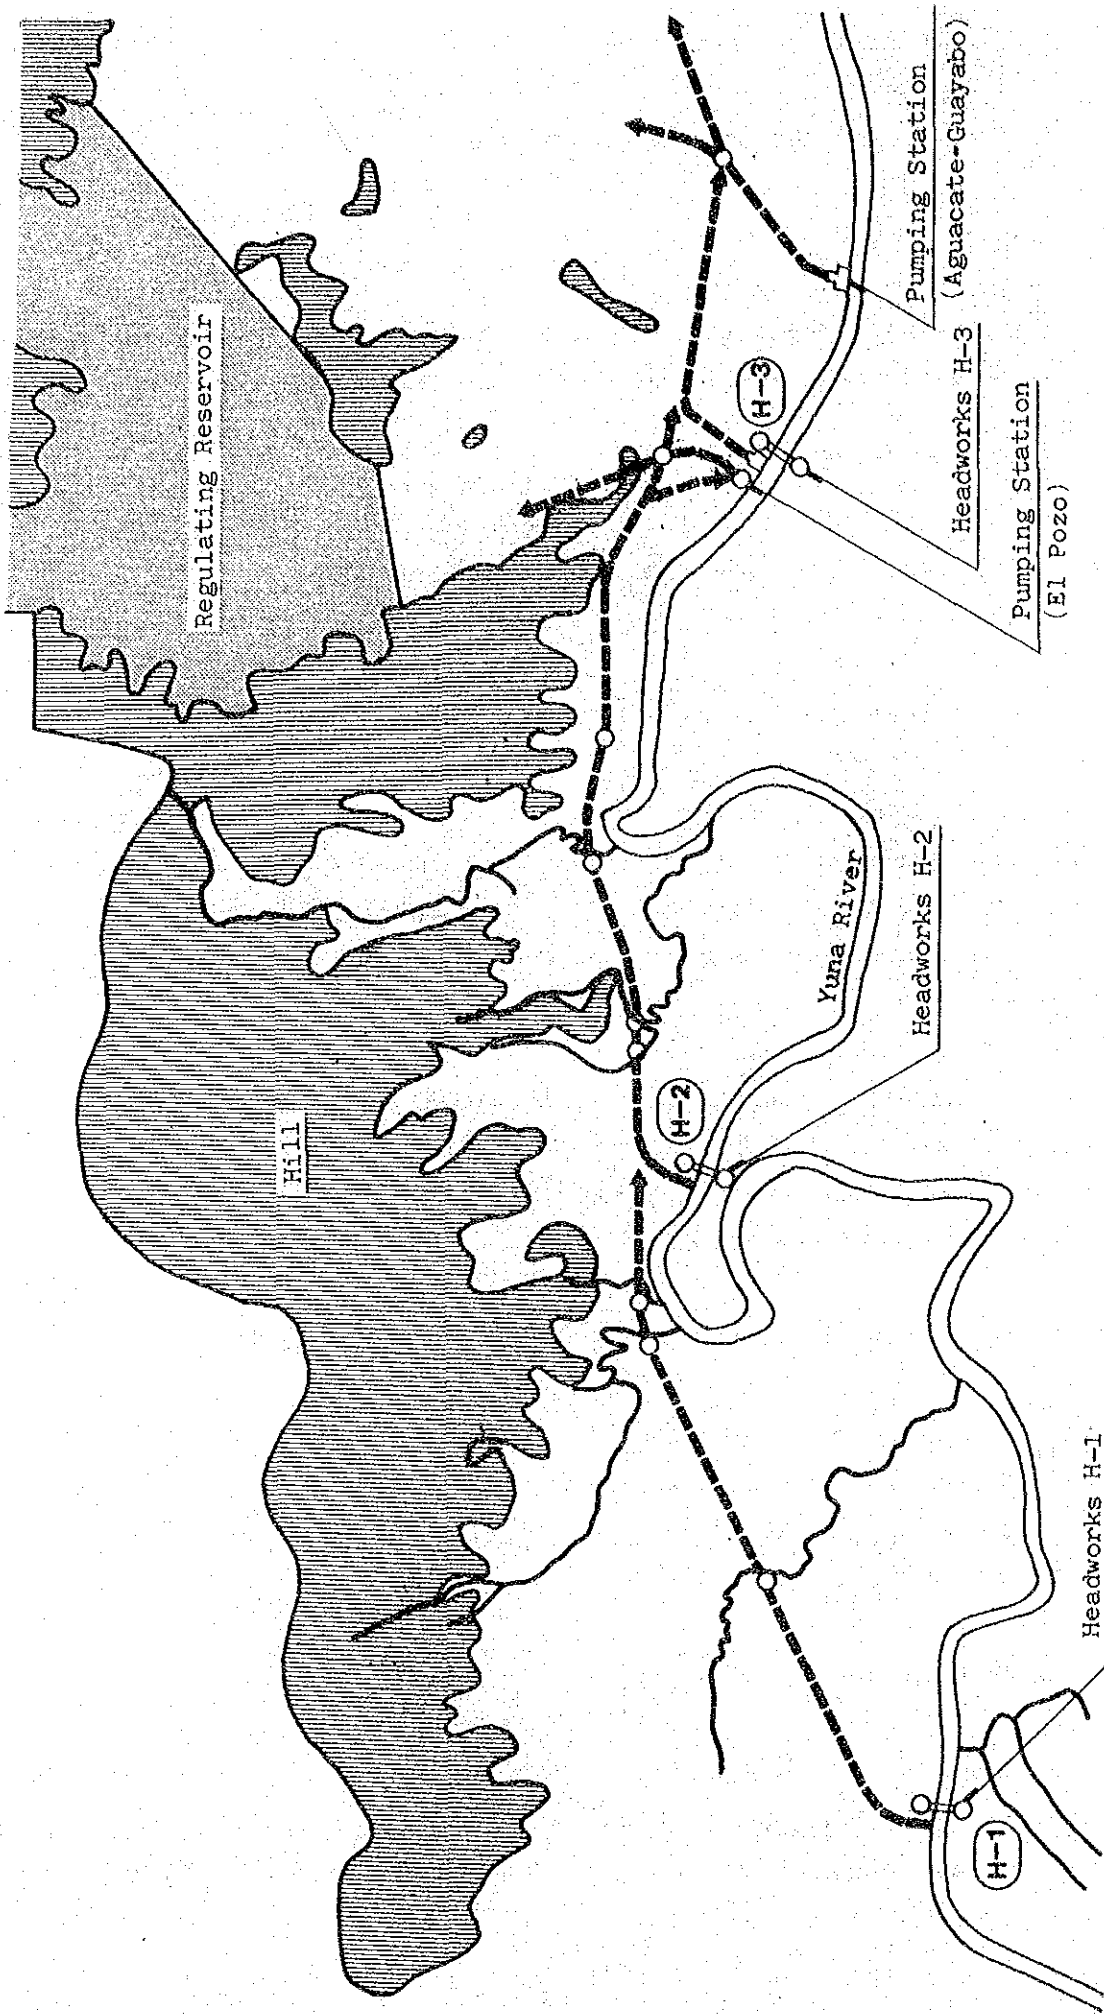 Regulating Reservoir
Hill
H-3
H-2
Yuna River
H-1
Pumping Station
(Aguacate-Guayabo)
Headworks H-3
Pumping Station
(El Pozo)
Headworks H-2
Headworks H-1